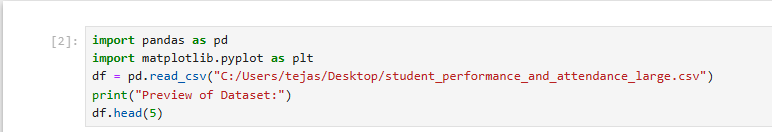 [2]: import pandas as pd
import matplotlib.pyplot as plt
df = pd.read_csv("C:/Users/tejas/Desktop/student_performance_and_attendance_large.csv")
print("Preview of Dataset:")
df.head(5)